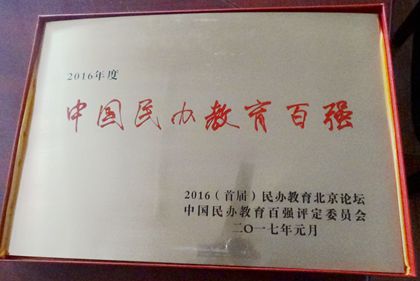 2016年度
中国民办教育百强
2016（首届）民办教育北京论坛
中国民办教育百强评定委员会
二〇一七年元月